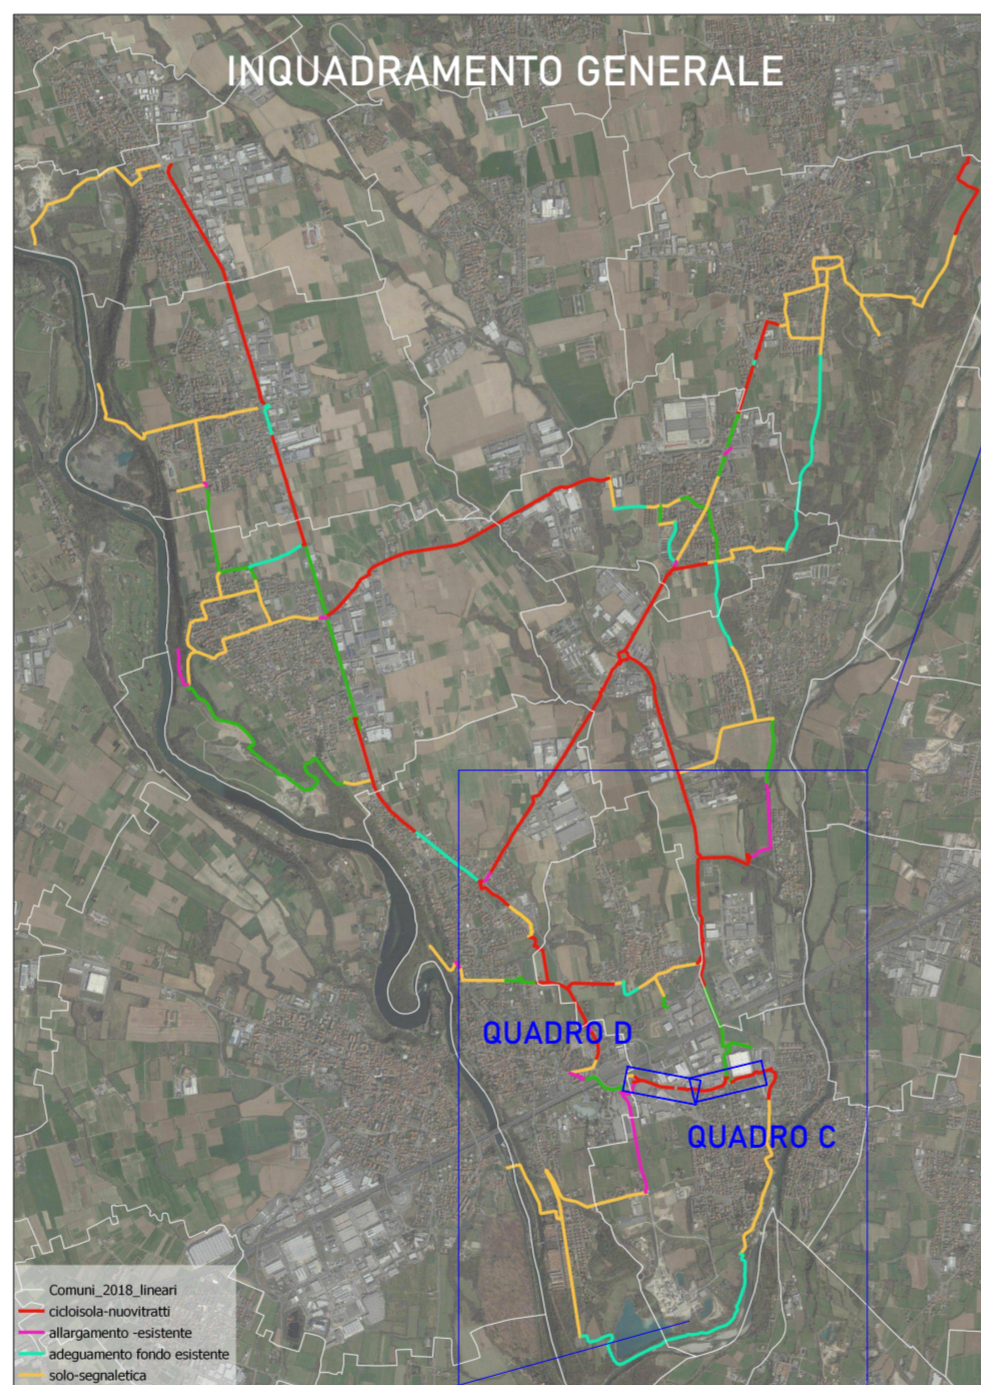 INQUADRAMENTO GENERALE
QUADRO D
QUADRO C
Comuni_2018_lineari
cicloisola-nuovitratti
allargamento -esistente
adeguamento fondo esistente
solo-segnaletica